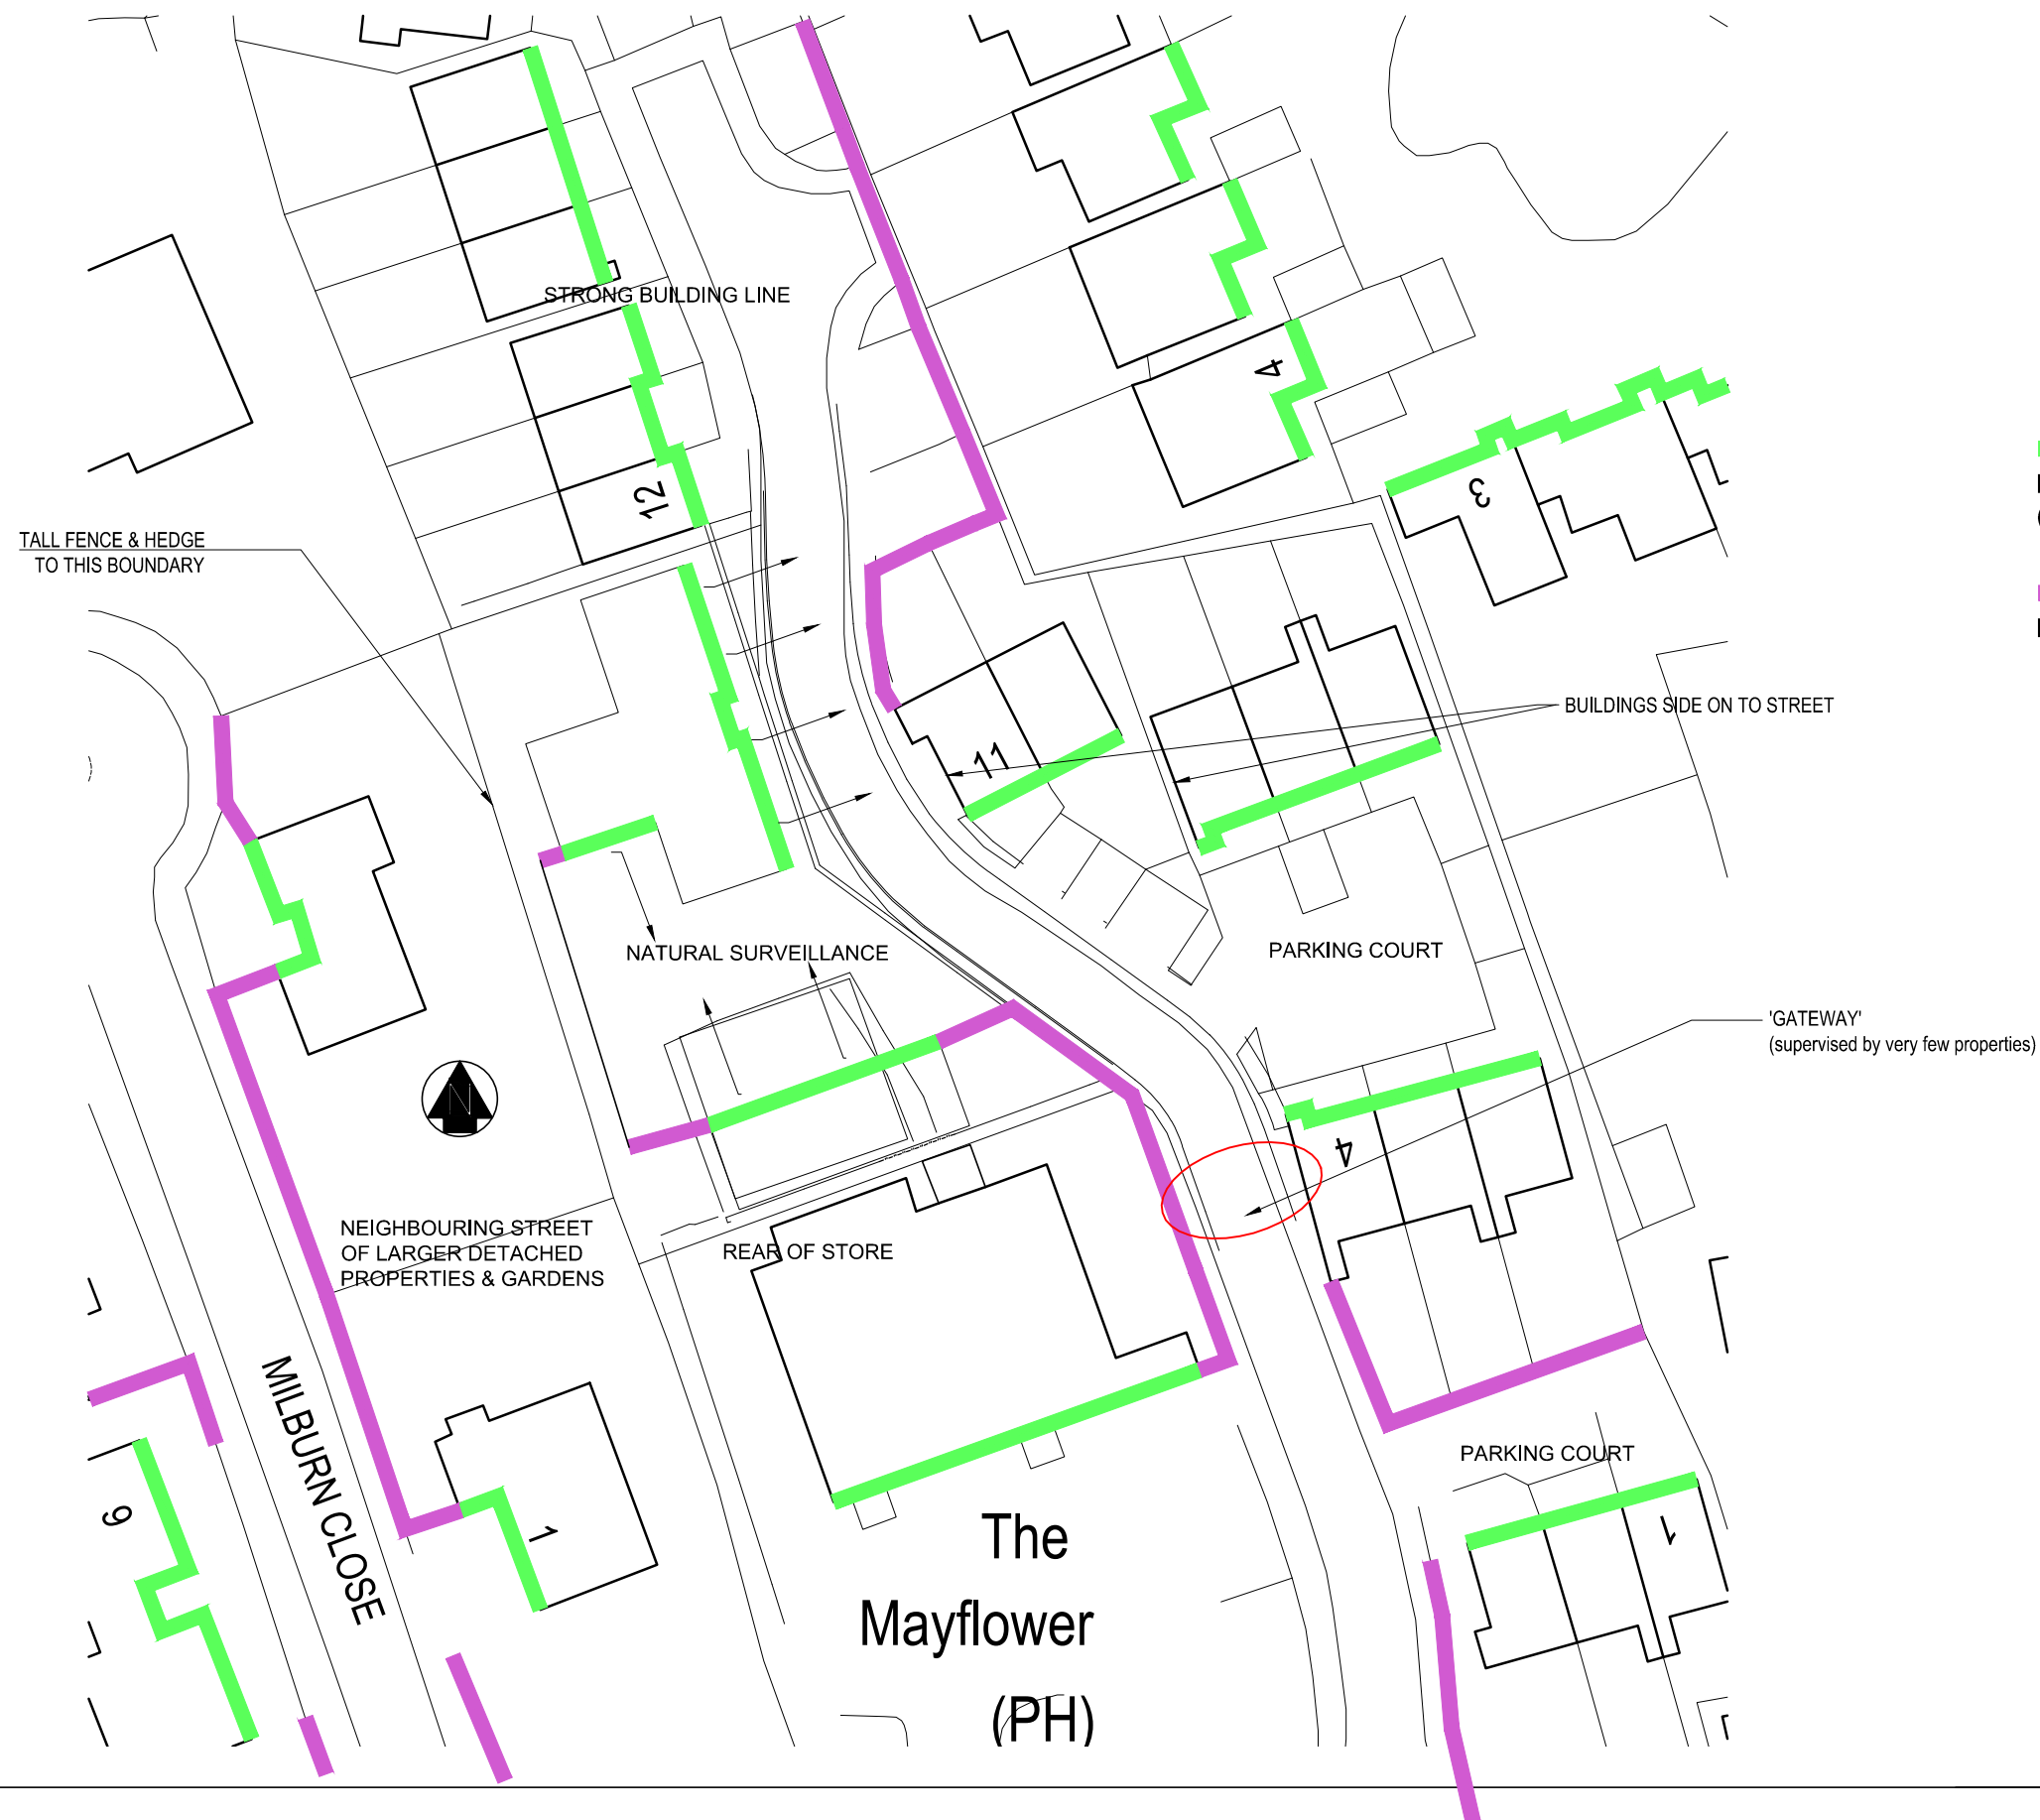 STRONG BUILDING LINE
4
3
12
TALL FENCE & HEDGE
TO THIS BOUNDARY
BUILDINGS SIDE ON TO STREET
11
NATURAL SURVEILLANCE
PARKING COURT
'GATEWAY'
(supervised by very few properties)
N
4
NEIGHBOURING STREET
OF LARGER DETACHED
PROPERTIES & GARDENS
REAR OF STORE
MILBURN CLOSE
PARKING COURT
9
1
1
The
Mayflower
(PH)